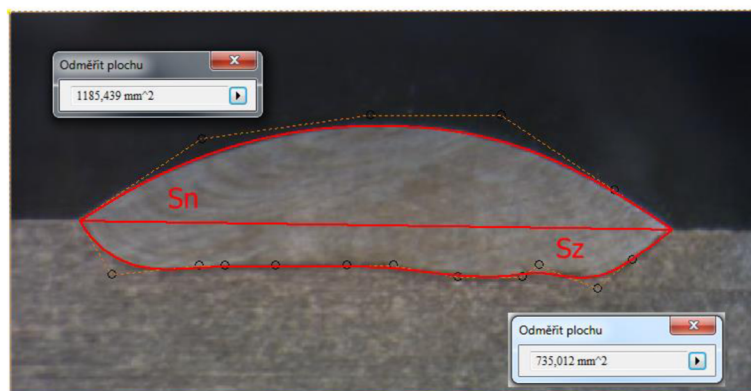 Odměřit plochu
1185,439 mm^2
Sn
Sz
Odměřit plochu
735,012 mm^2